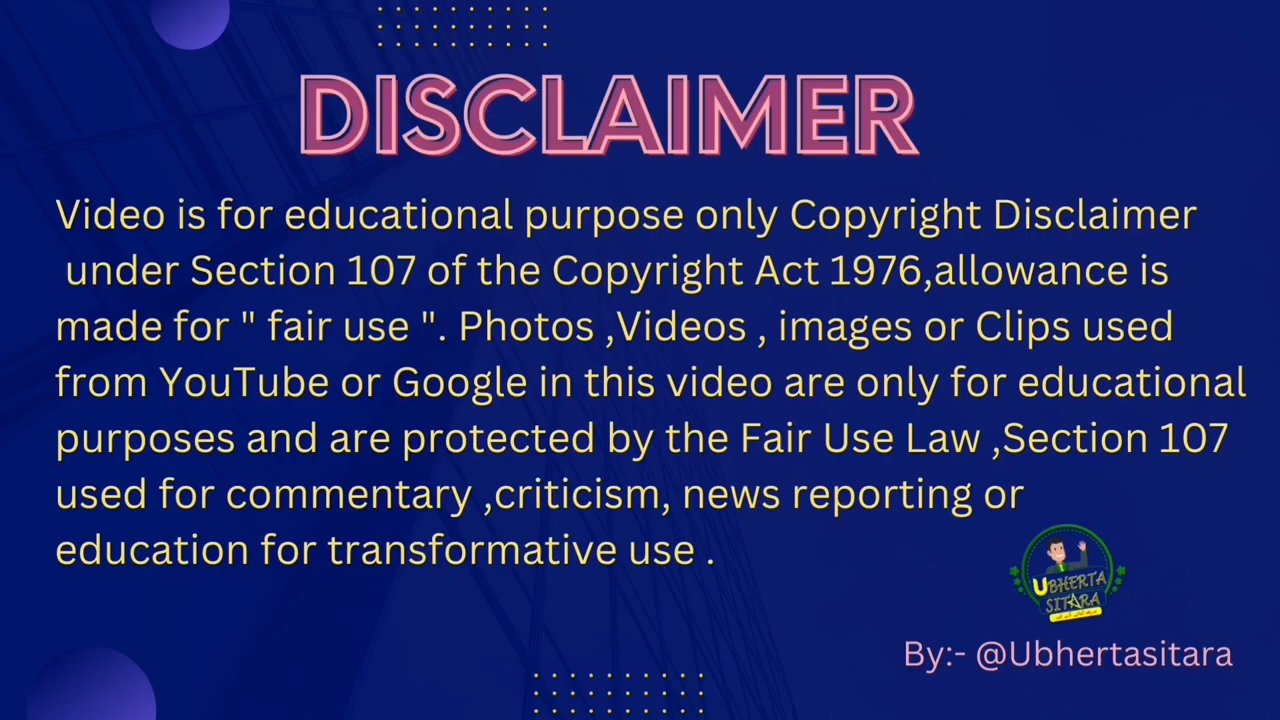 DISCLAIMER
Video is for educational purpose only Copyright Disclaimer
under Section 107 of the Copyright Act 1976,allowance is
made for " fair use ". Photos ,Videos , images or Clips used
from YouTube or Google in this video are only for educational
purposes and are protected by the Fair Use Law ,Section 107
used for commentary ,criticism, news reporting or
education for transformative use .
UBHERTA
SITARA
By:- @Ubhertasitara